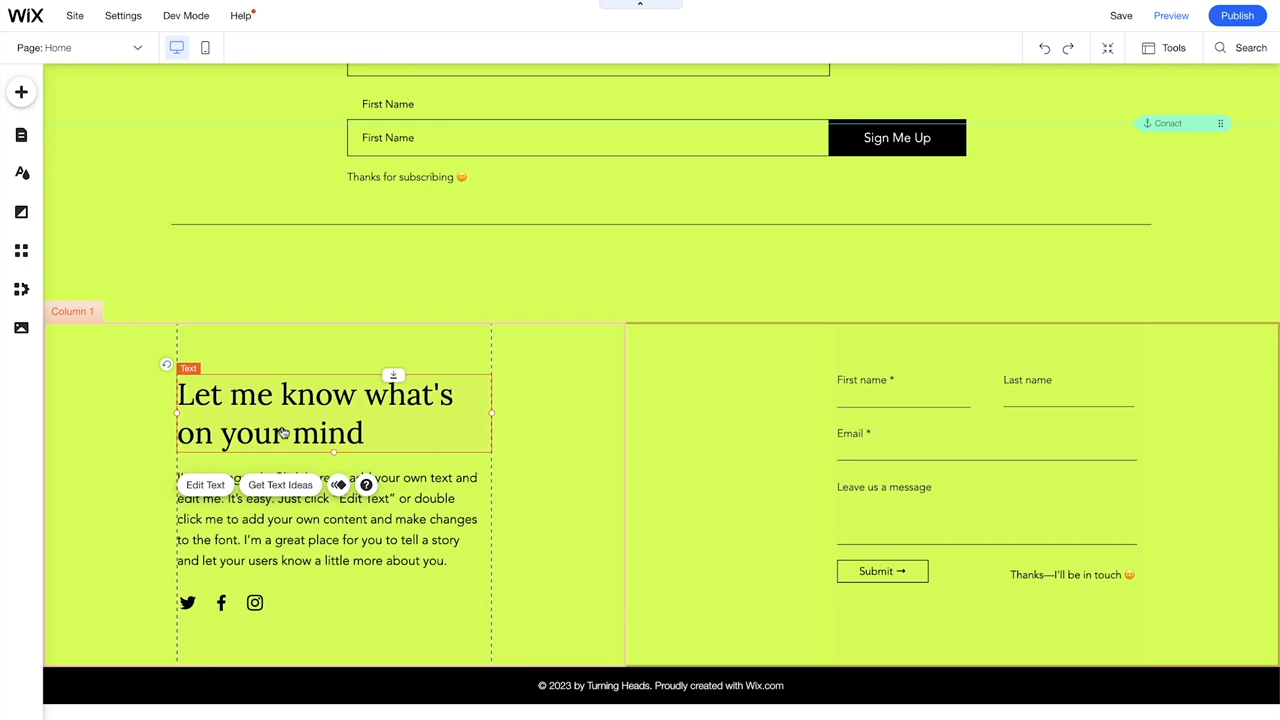 WiX Site Settings Dev Mode Help Save Preview Publish
Page: Home Tools Search
First Name
Conact
First Name Sign Me Up
Thanks for subscribing 😀
Column 1
Text
Let me know what's
on your mind
add your own text and
Edit Text Get Text Ideas ?
edit me. It's easy. Just click "Edit Text" or double
click me to add your own content and make changes
to the font. I'm a great place for you to tell a story
and let your users know a little more about you.
First name * Last name
Email *
Leave us a message
Submit → Thanks—I'll be in touch 😀
© 2023 by Turning Heads. Proudly created with Wix.com